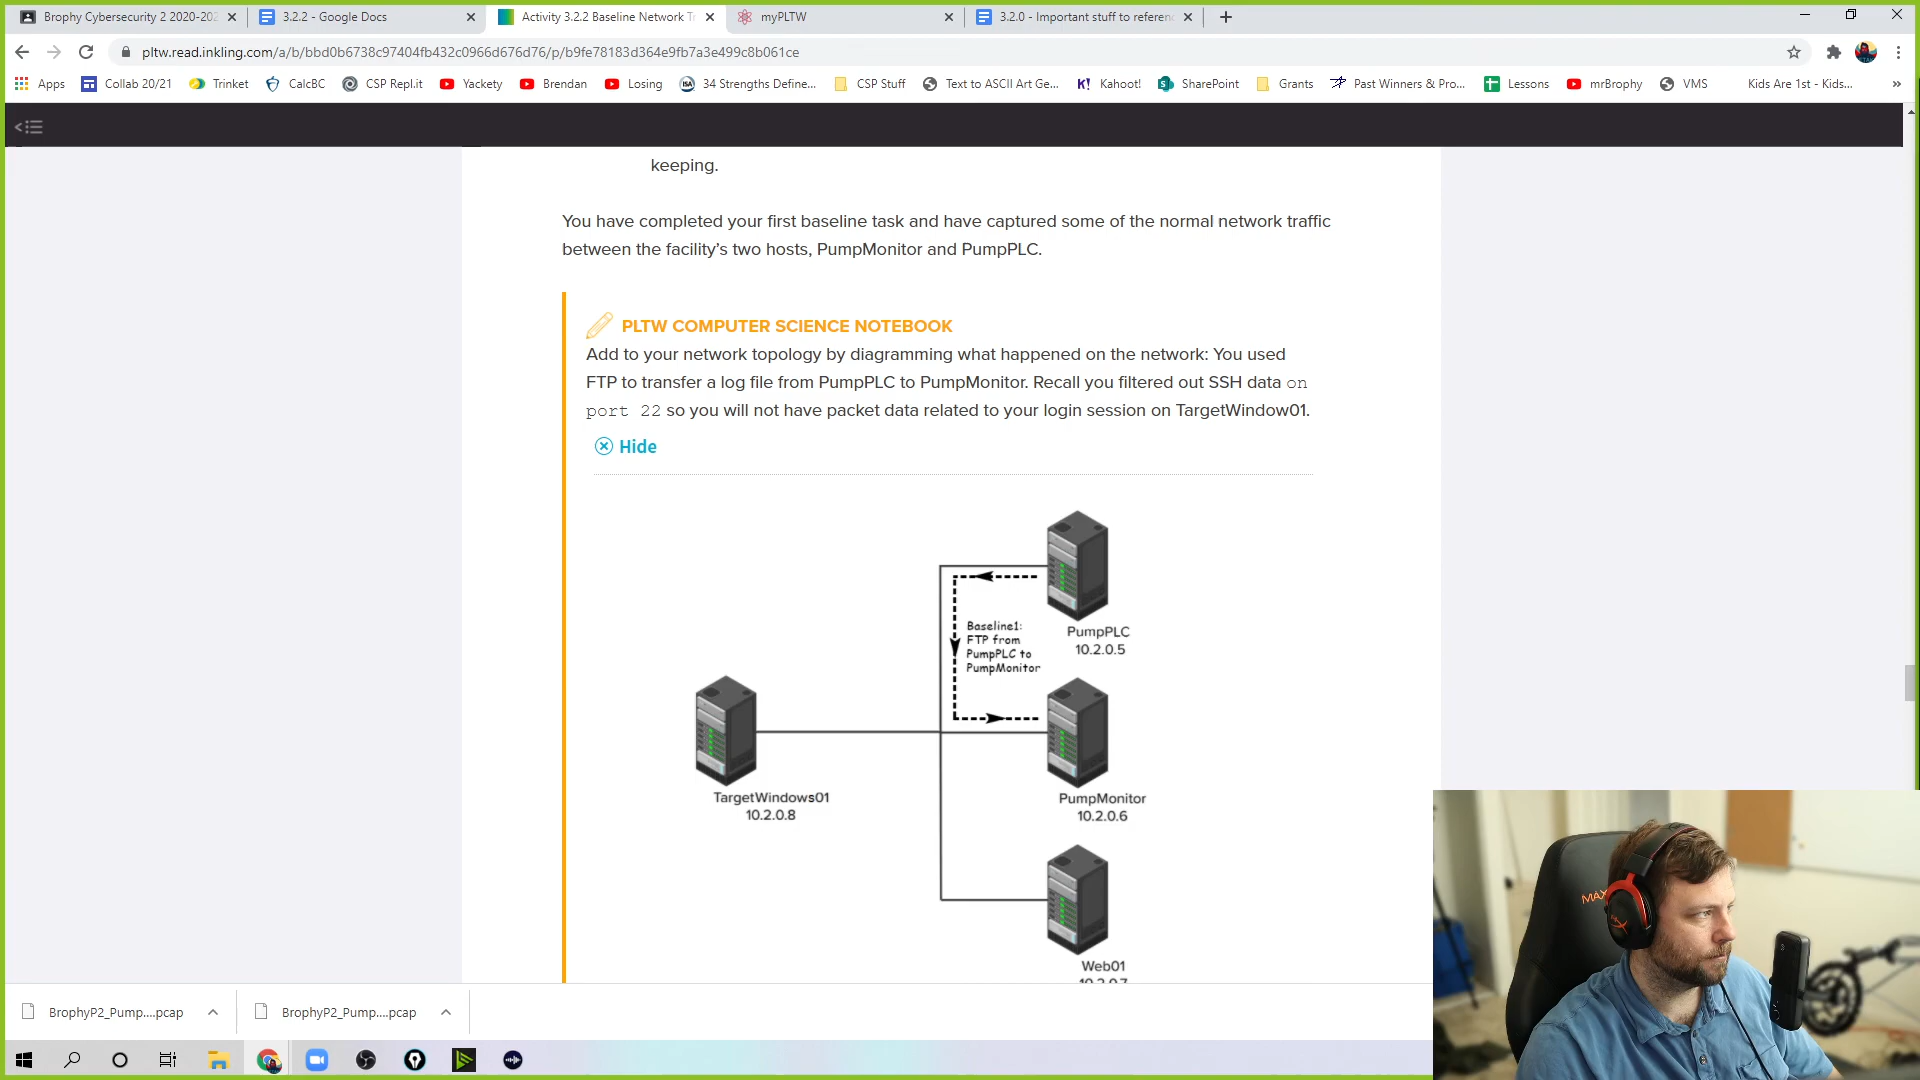 Brophy Cybersecurity 2 2020-202
3.2.2 - Google Docs
Activity 3.2.2 Baseline Network Tr
myPLTW
3.2.0 - Important stuff to referenc
pltw.read.inkling.com/a/b/bbd0b6738c97404fb432c0966d676d76/p/b9fe78183d364e9fb7a3e499c8b061ce
Apps
Collab 20/21
Trinket
CalcBC
CSP Repl.it
Yackety
Brendan
Losing
34 Strengths Define...
CSP Stuff
Text to ASCII Art Ge...
Kahoot!
SharePoint
Grants
Past Winners & Pro...
Lessons
mrBrophy
VMS
Kids Are 1st - Kids...
keeping.
You have completed your first baseline task and have captured some of the normal network traffic
between the facility's two hosts, PumpMonitor and PumpPLC.
PLTW COMPUTER SCIENCE NOTEBOOK
Add to your network topology by diagramming what happened on the network: You used
FTP to transfer a log file from PumpPLC to PumpMonitor. Recall you filtered out SSH data on
port 22 so you will not have packet data related to your login session on TargetWindow01.
Hide
Baseline1:
FTP from
PumpPLC to
PumpMonitor
PumpPLC
10.2.0.5
TargetWindows01
10.2.0.8
PumpMonitor
10.2.0.6
Web01
10.2.0.7
MAX
BrophyP2_Pump....pcap
BrophyP2_Pump....pcap